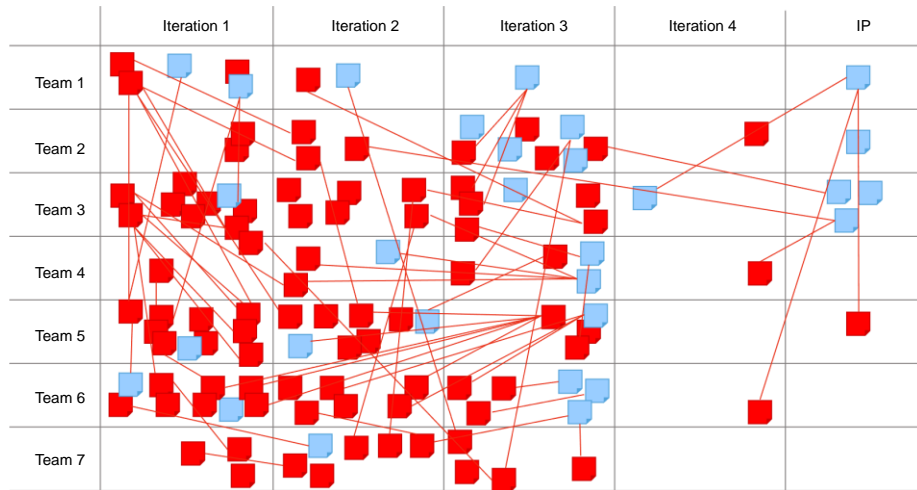 Iteration 1 Iteration 2 Iteration 3 Iteration 4 IP
Team 1
Team 2
Team 3
Team 4
Team 5
Team 6
Team 7